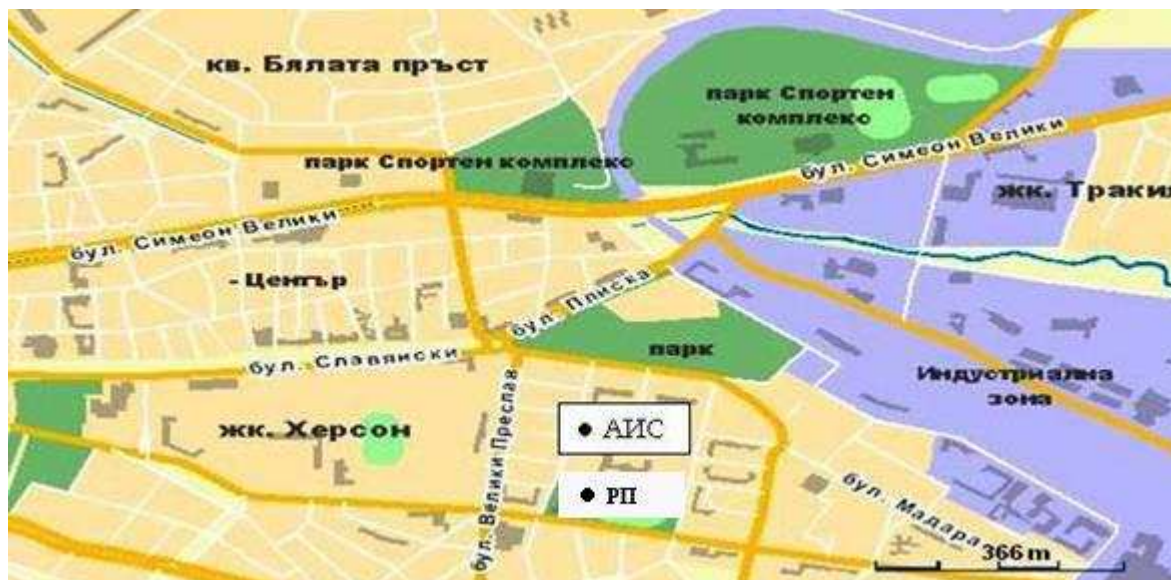 кв. Бялата пръст
парк Спортен
комплекс
парк Спортен комплекс
бул. Симеон Велики
жк. Траки
бул. Симеон Велики
- Център
бул. Плиска
бул. Славянски
парк
Индустриална
зона
жк. Херсон
бул. Велики Преслав
• АИС
• РП
бул. Мадара
366 m